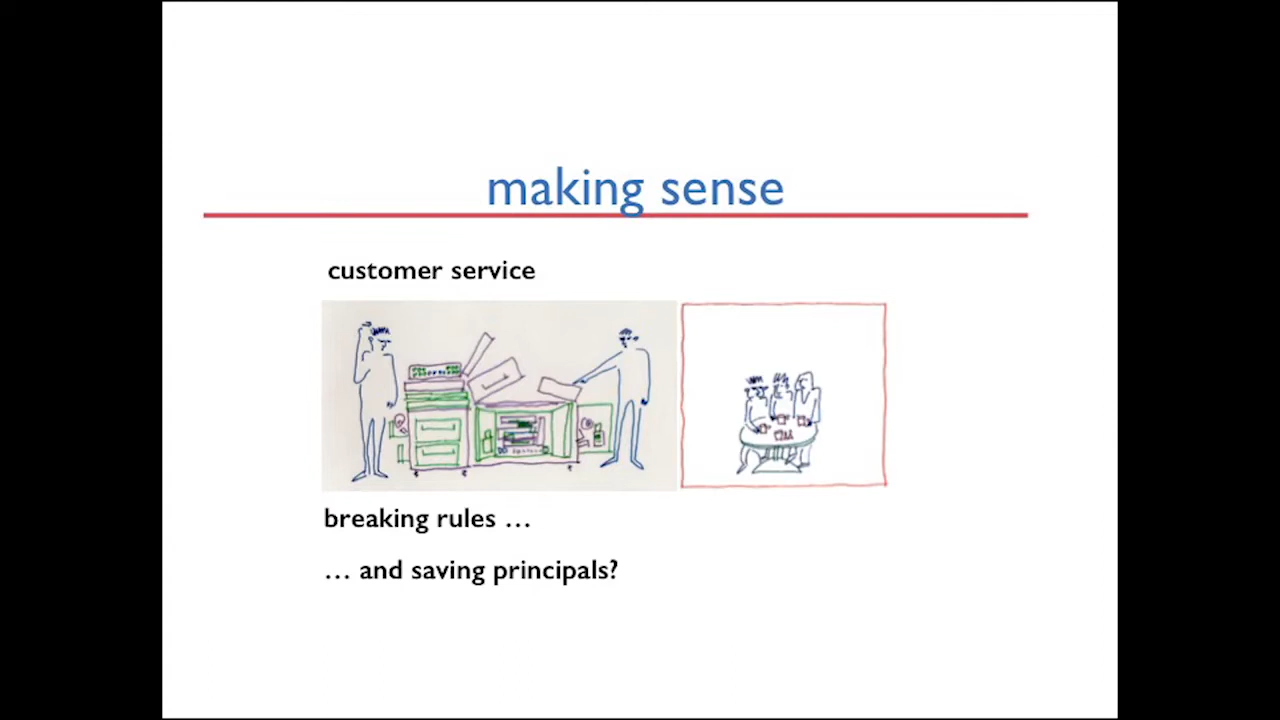 making sense
customer service
breaking rules …
… and saving principals?